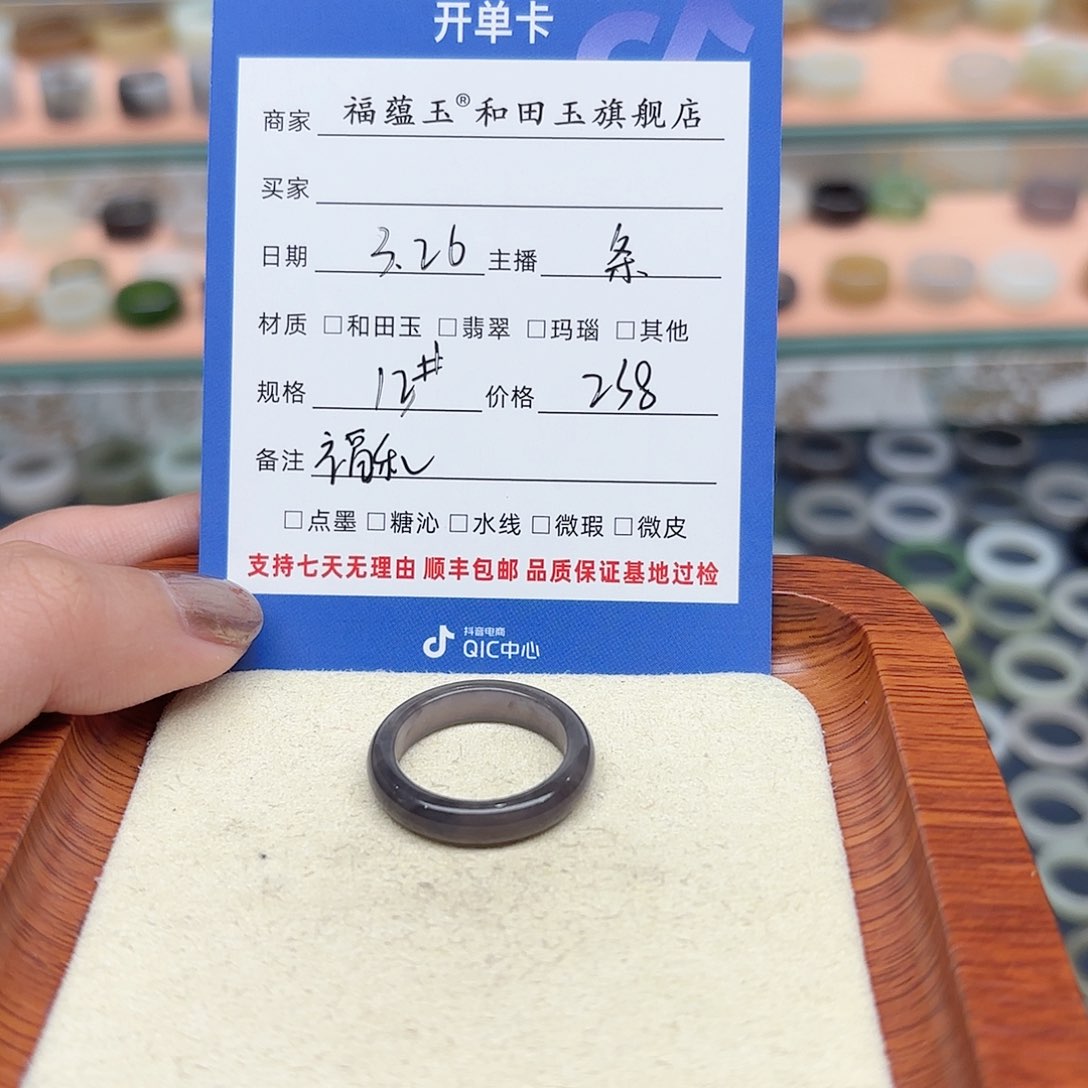 开单卡
商家 福蕴玉®和田玉旗舰店
买家
日期 3.26 主播 条
材质 □和田玉 □翡翠 □玛瑙 □其他
规格 13# 价格 258
备注 福利
□点墨 □糖沁 □水线 □微瑕 □微皮
支持七天无理由 顺丰包邮 品质保证基地过检
抖音电商
QIC中心